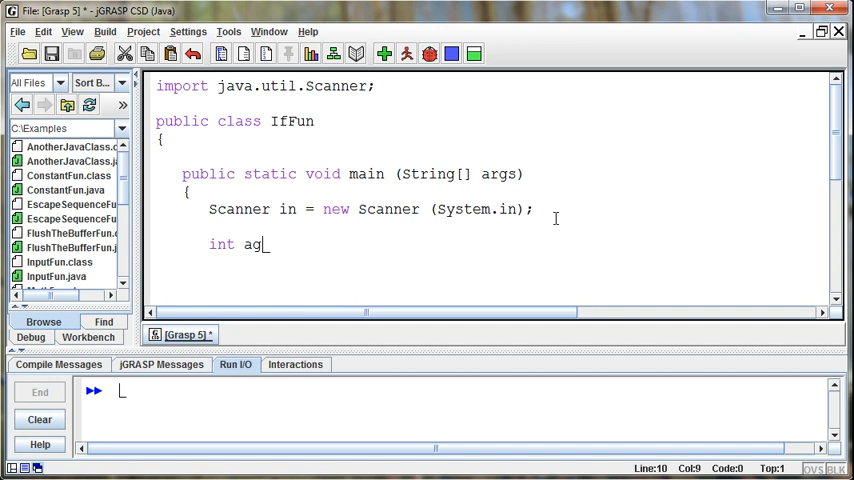 File: [Grasp 5] * - jGRASP CSD (Java)
File Edit View Build Project Settings Tools Window Help
All Files Sort B...
C:\Examples
AnotherJavaClass.c
AnotherJavaClass.ja
ConstantFun.class
ConstantFun.java
EscapeSequenceFu
EscapeSequenceFu
FlushTheBufferFun.c
FlushTheBufferFun.j
InputFun.class
InputFun.java
Browse Find
Debug Workbench
import java.util.Scanner;
public class IfFun
{
public static void main (String[] args)
{
Scanner in = new Scanner (System.in);
int ag
[Grasp 5] *
Compile Messages jGRASP Messages Run I/O Interactions
End
Clear
Help
Line:10 Col:9 Code:0 Top:1 OVS BLK